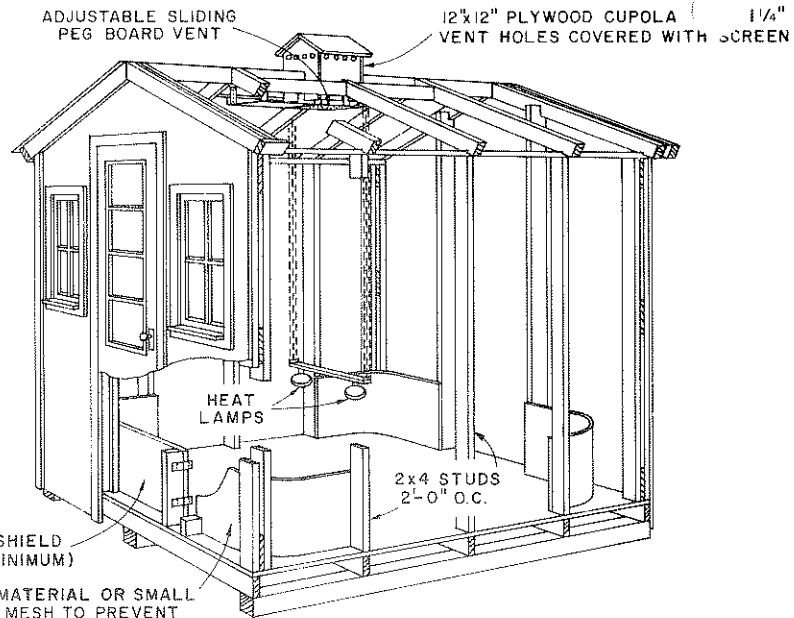 ADJUSTABLE SLIDING
PEG BOARD VENT
12"x12" PLYWOOD CUPOLA 1 1/4"
VENT HOLES COVERED WITH SCREEN
HEAT
LAMPS
2x4 STUDS
2'-0" O.C.
SHIELD
MATERIAL OR SMALL
MESH TO PREVENT